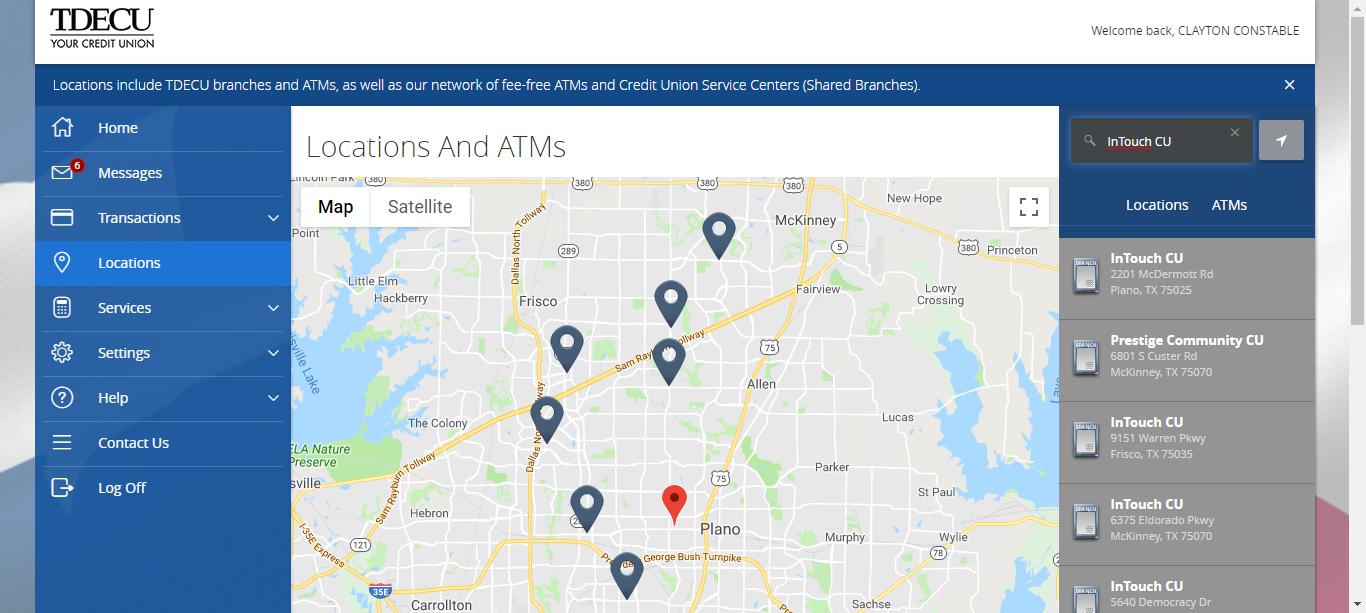 TDECU
YOUR CREDIT UNION
Welcome back, CLAYTON CONSTABLE
Locations include TDECU branches and ATMs, as well as our network of fee-free ATMs and Credit Union Service Centers (Shared Branches).
Home
6
Messages
Transactions
Locations
Services
Settings
Help
Contact Us
Log Off
Locations And ATMs
Map
Satellite
Lincoln Park
380
380
380
380
New Hope
McKinney
Point
289
5
380
Princeton
Dallas North Tollway
Little Elm
Hackberry
Fairview
Lowry
Crossing
Frisco
Sam Rayburn Tollway
75
Allen
Lucas
The Colony
ELA Nature
Preserve
Sam Rayburn Tollway
Parker
75
St Paul
Hebron
Plano
Murphy
Wylie
78
121
I-35E Express
George Bush Turnpike
35E
Carrollton
Sachse
InTouch CU
Locations
ATMs
BRANCH
InTouch CU
2201 McDermott Rd
Plano, TX 75025
BRANCH
Prestige Community CU
6801 S Custer Rd
McKinney, TX 75070
BRANCH
InTouch CU
9151 Warren Pkwy
Frisco, TX 75035
BRANCH
InTouch CU
6375 Eldorado Pkwy
McKinney, TX 75070
BRANCH
InTouch CU
5640 Democracy Dr